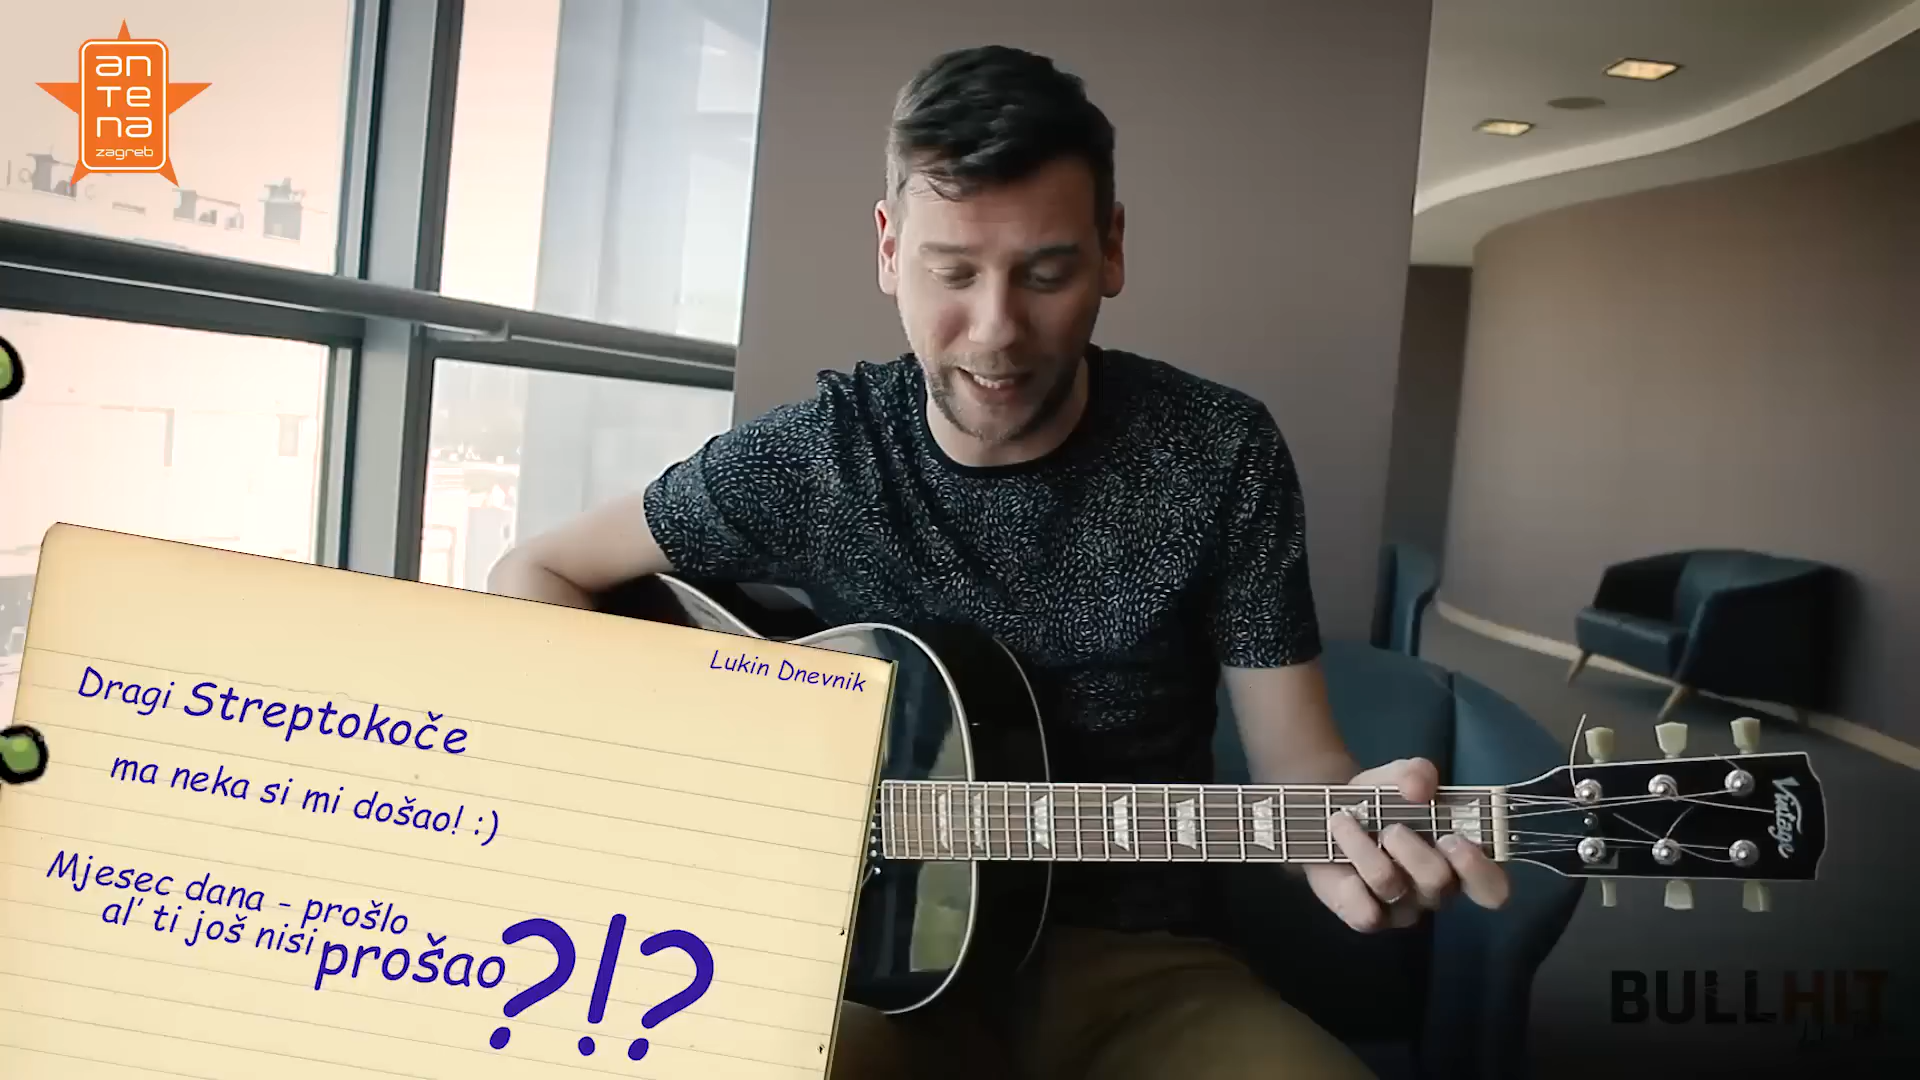 an
Te
na
zagreb
Lukin Dnevnik
Dragi Streptokoče
ma neka si mi došao! :)
Mjesec dana - prošlo
al' ti još nisi prošao?!?
Vintage
BULLHIT